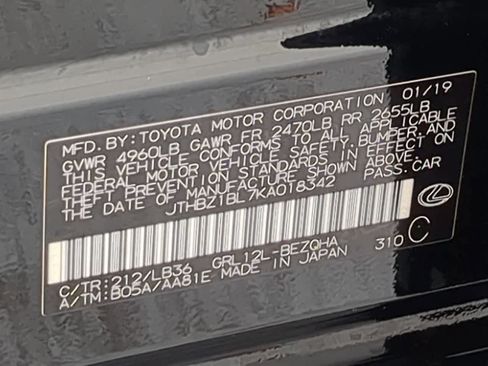 MFD. BY: TOYOTA MOTOR CORPORATION 01/19
GVWR 4960LB GAWR FR 2470LB RR 2655LB
THIS VEHICLE CONFORMS TO ALL APPLICABLE
FEDERAL MOTOR VEHICLE SAFETY, BUMPER, AND
THEFT PREVENTION STANDARDS IN EFFECT ON
THE DATE OF MANUFACTURE SHOWN ABOVE.
JTHBZ1BL7KA018342 PASS. CAR
C/TR: 212/LB36 GRL12L-BEZQHA 310 C
A/TM: B05A/AA81E MADE IN JAPAN